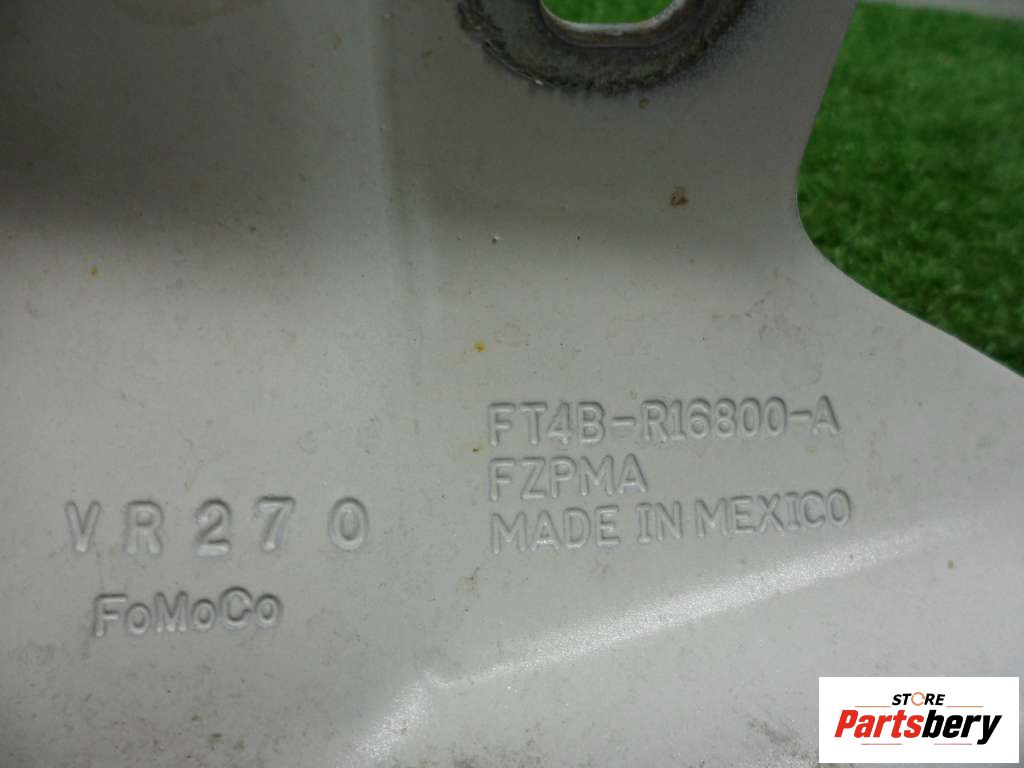 FT4B-R16800-A
FZPMA
MADE IN MEXICO
VR270
FoMoCo
STORE
Partsbery